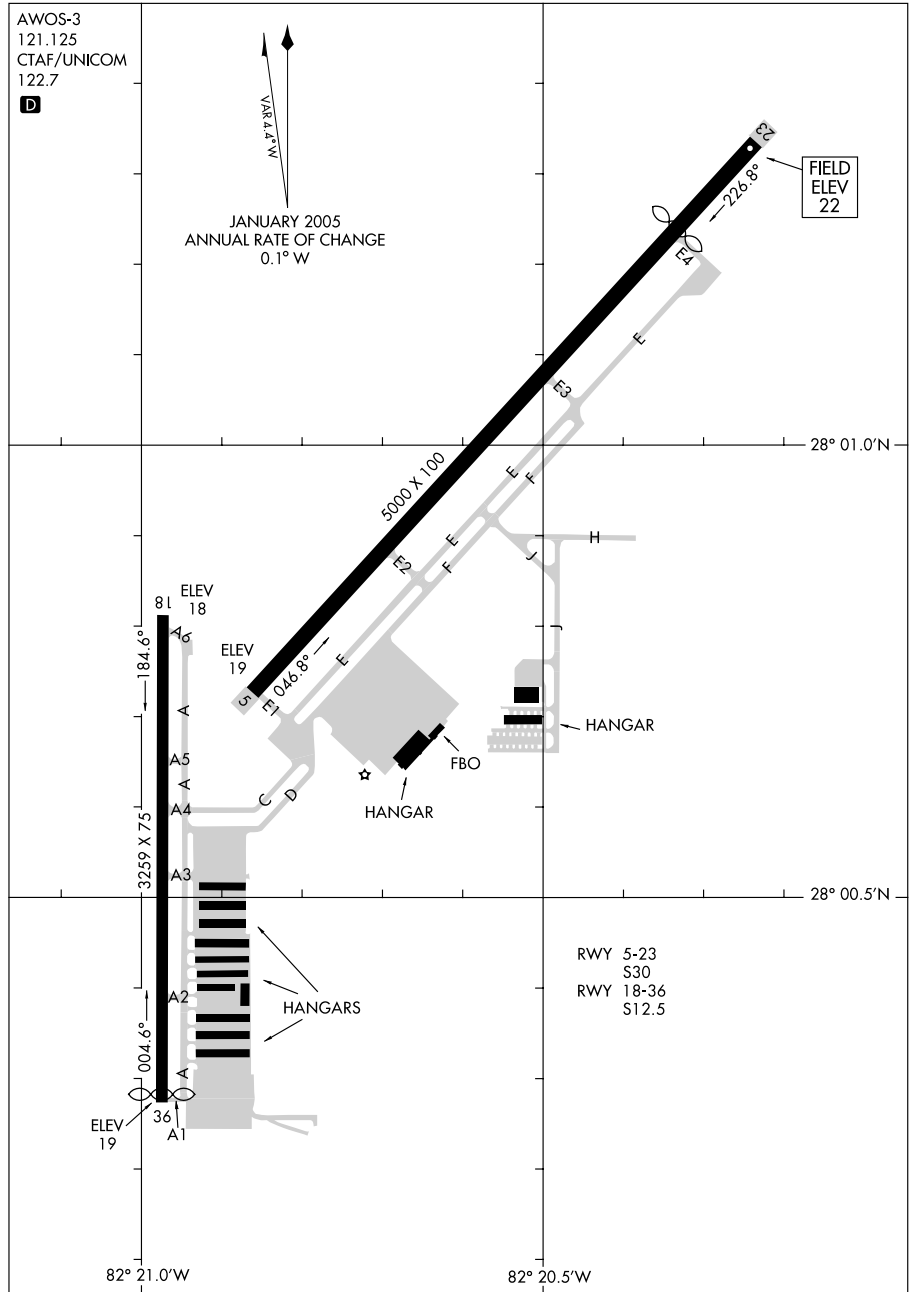 AWOS-3
121.125
CTAF/UNICOM
122.7
D
VAR 4.4° W
JANUARY 2005
ANNUAL RATE OF CHANGE
0.1° W
23
FIELD
ELEV
22
226.8°
E4
E
E3
28° 01.0'N
5000 X 100
E
F
E
F
H
J
E2
J
ELEV
18
18
A6
184.6°
ELEV
19
046.8°
E
5
E1
A
HANGAR
FBO
A5
A
C
D
HANGAR
A4
3259 X 75
A3
28° 00.5'N
RWY 5-23
S30
RWY 18-36
S12.5
HANGARS
A2
004.6°
A
36
ELEV
19
A1
82° 21.0'W
82° 20.5'W